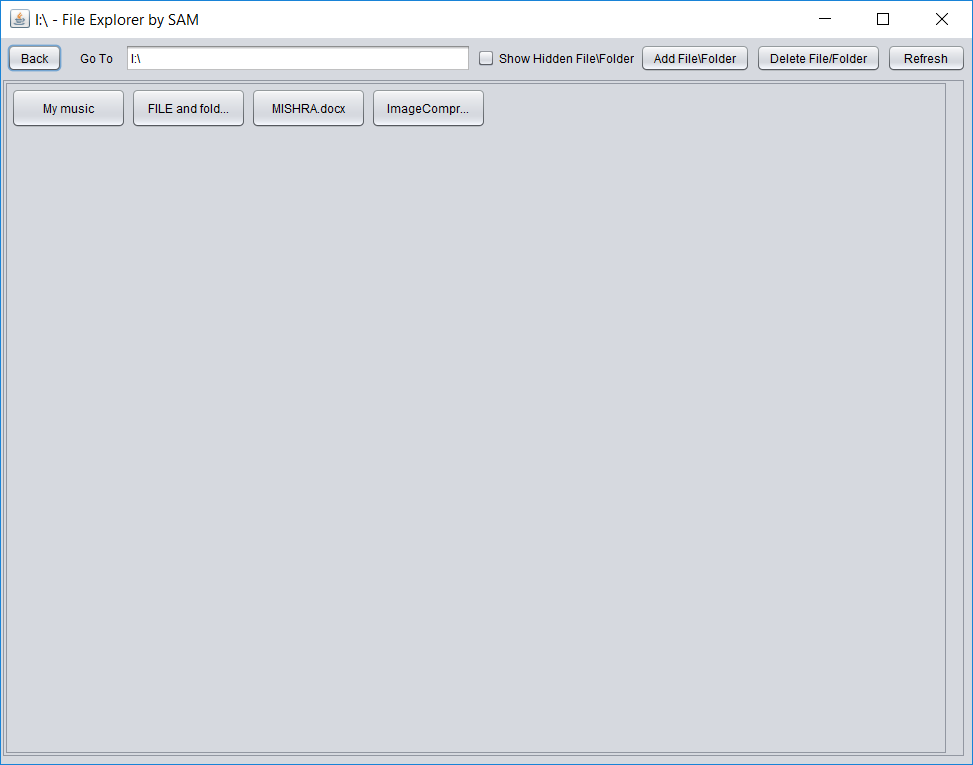 I:\ - File Explorer by SAM
Back Go To I:\ Show Hidden File\Folder Add File\Folder Delete File/Folder Refresh
My music FILE and fold... MISHRA.docx ImageCompr...